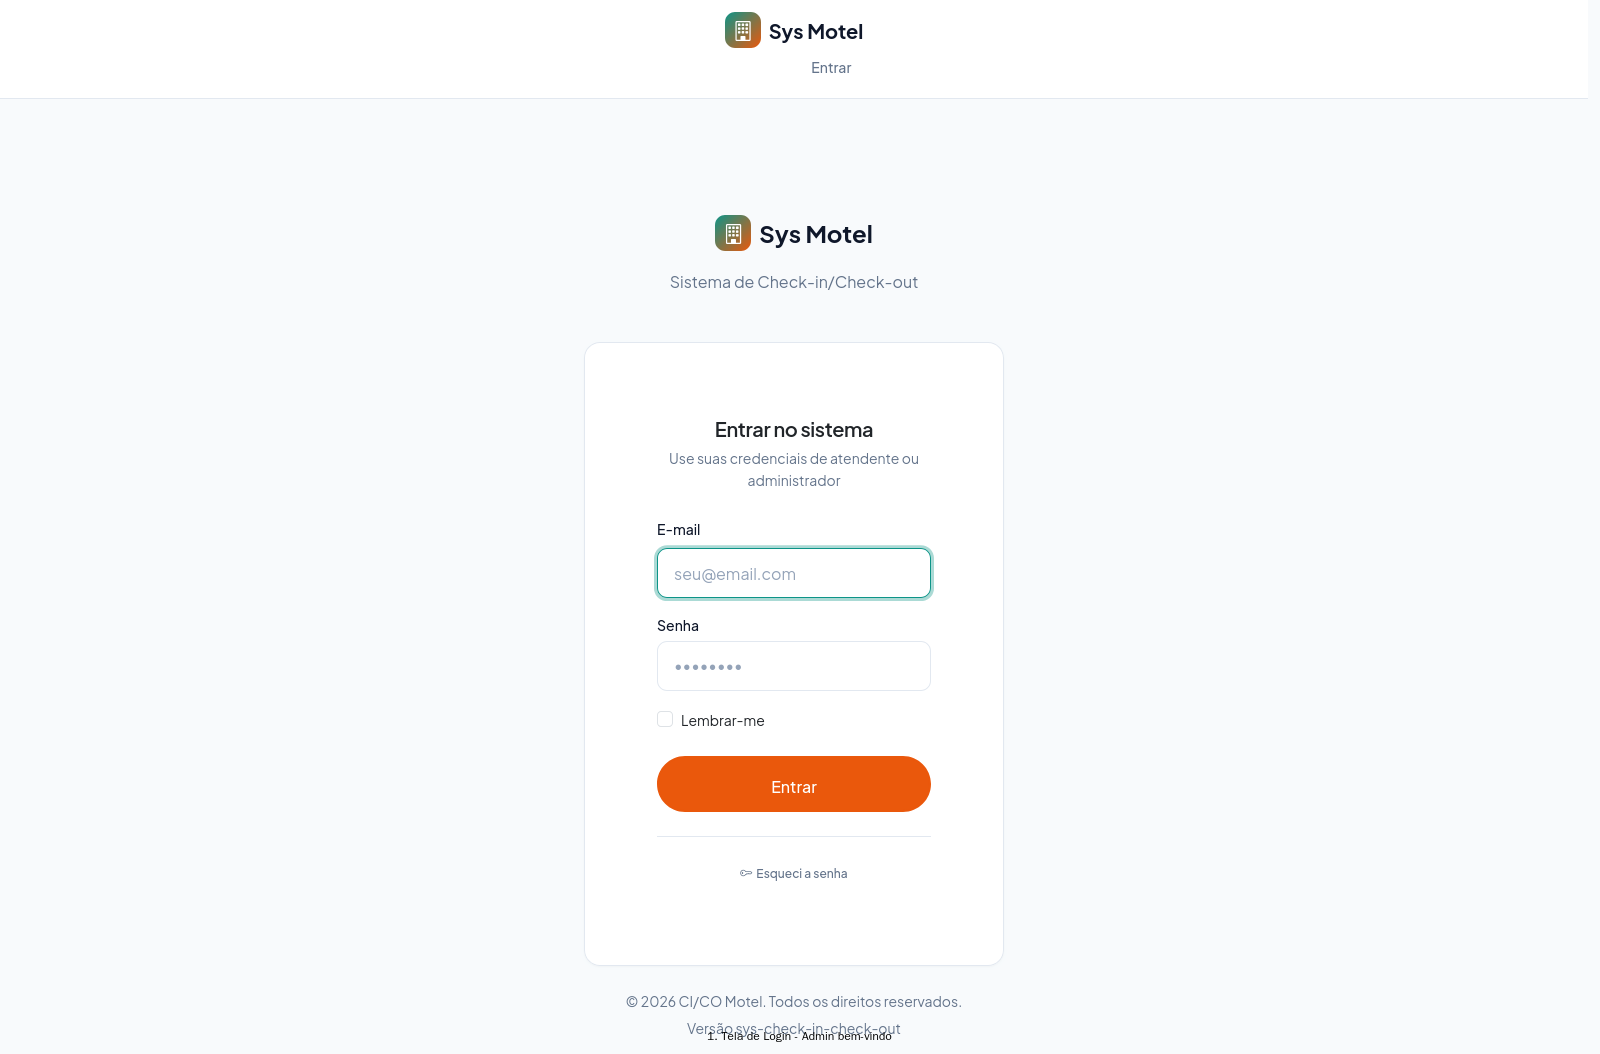 Sys Motel
Entrar
Sys Motel
Sistema de Check-in/Check-out
Entrar no sistema
Use suas credenciais de atendente ou
administrador
E-mail
seu@email.com
Senha
••••••••
Lembrar-me
Entrar
Esqueci a senha
© 2026 CI/CO Motel. Todos os direitos reservados.
Versão sys-check-in-check-out
1. Tela de Login - Admin bem-vindo